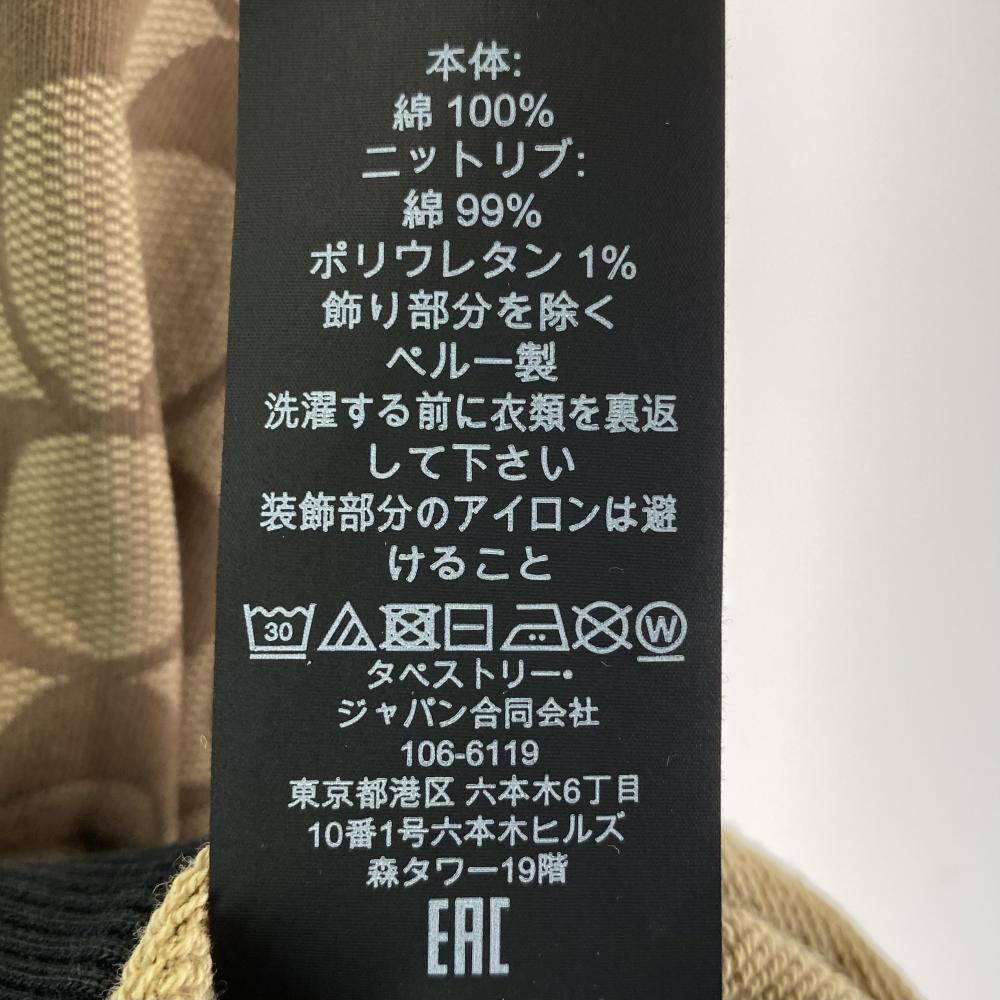 本体:
綿 100%
ニットリブ:
綿 99%
ポリウレタン 1%
飾り部分を除く
ペルー製
洗濯する前に衣類を裏返
して下さい
装飾部分のアイロンは避
けること
30 W
タペストリー・
ジャパン合同会社
106-6119
東京都港区 六本木6丁目
10番1号六本木ヒルズ
森タワー19階
EAC